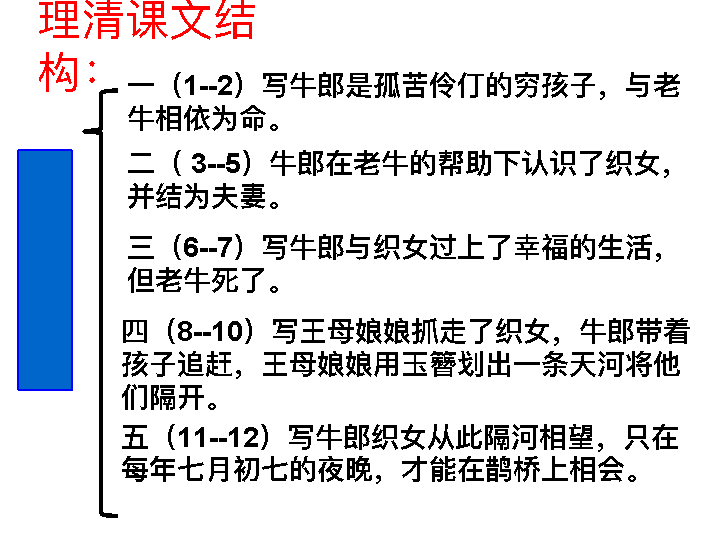 理清课文结
构：
一（1--2）写牛郎是孤苦伶仃的穷孩子，与老
牛相依为命。
二（ 3--5）牛郎在老牛的帮助下认识了织女，
并结为夫妻。
三（6--7）写牛郎与织女过上了幸福的生活，
但老牛死了。
四（8--10）写王母娘娘抓走了织女，牛郎带着
孩子追赶，王母娘娘用玉簪划出一条天河将他
们隔开。
五（11--12）写牛郎织女从此隔河相望，只在
每年七月初七的夜晚，才能在鹊桥上相会。